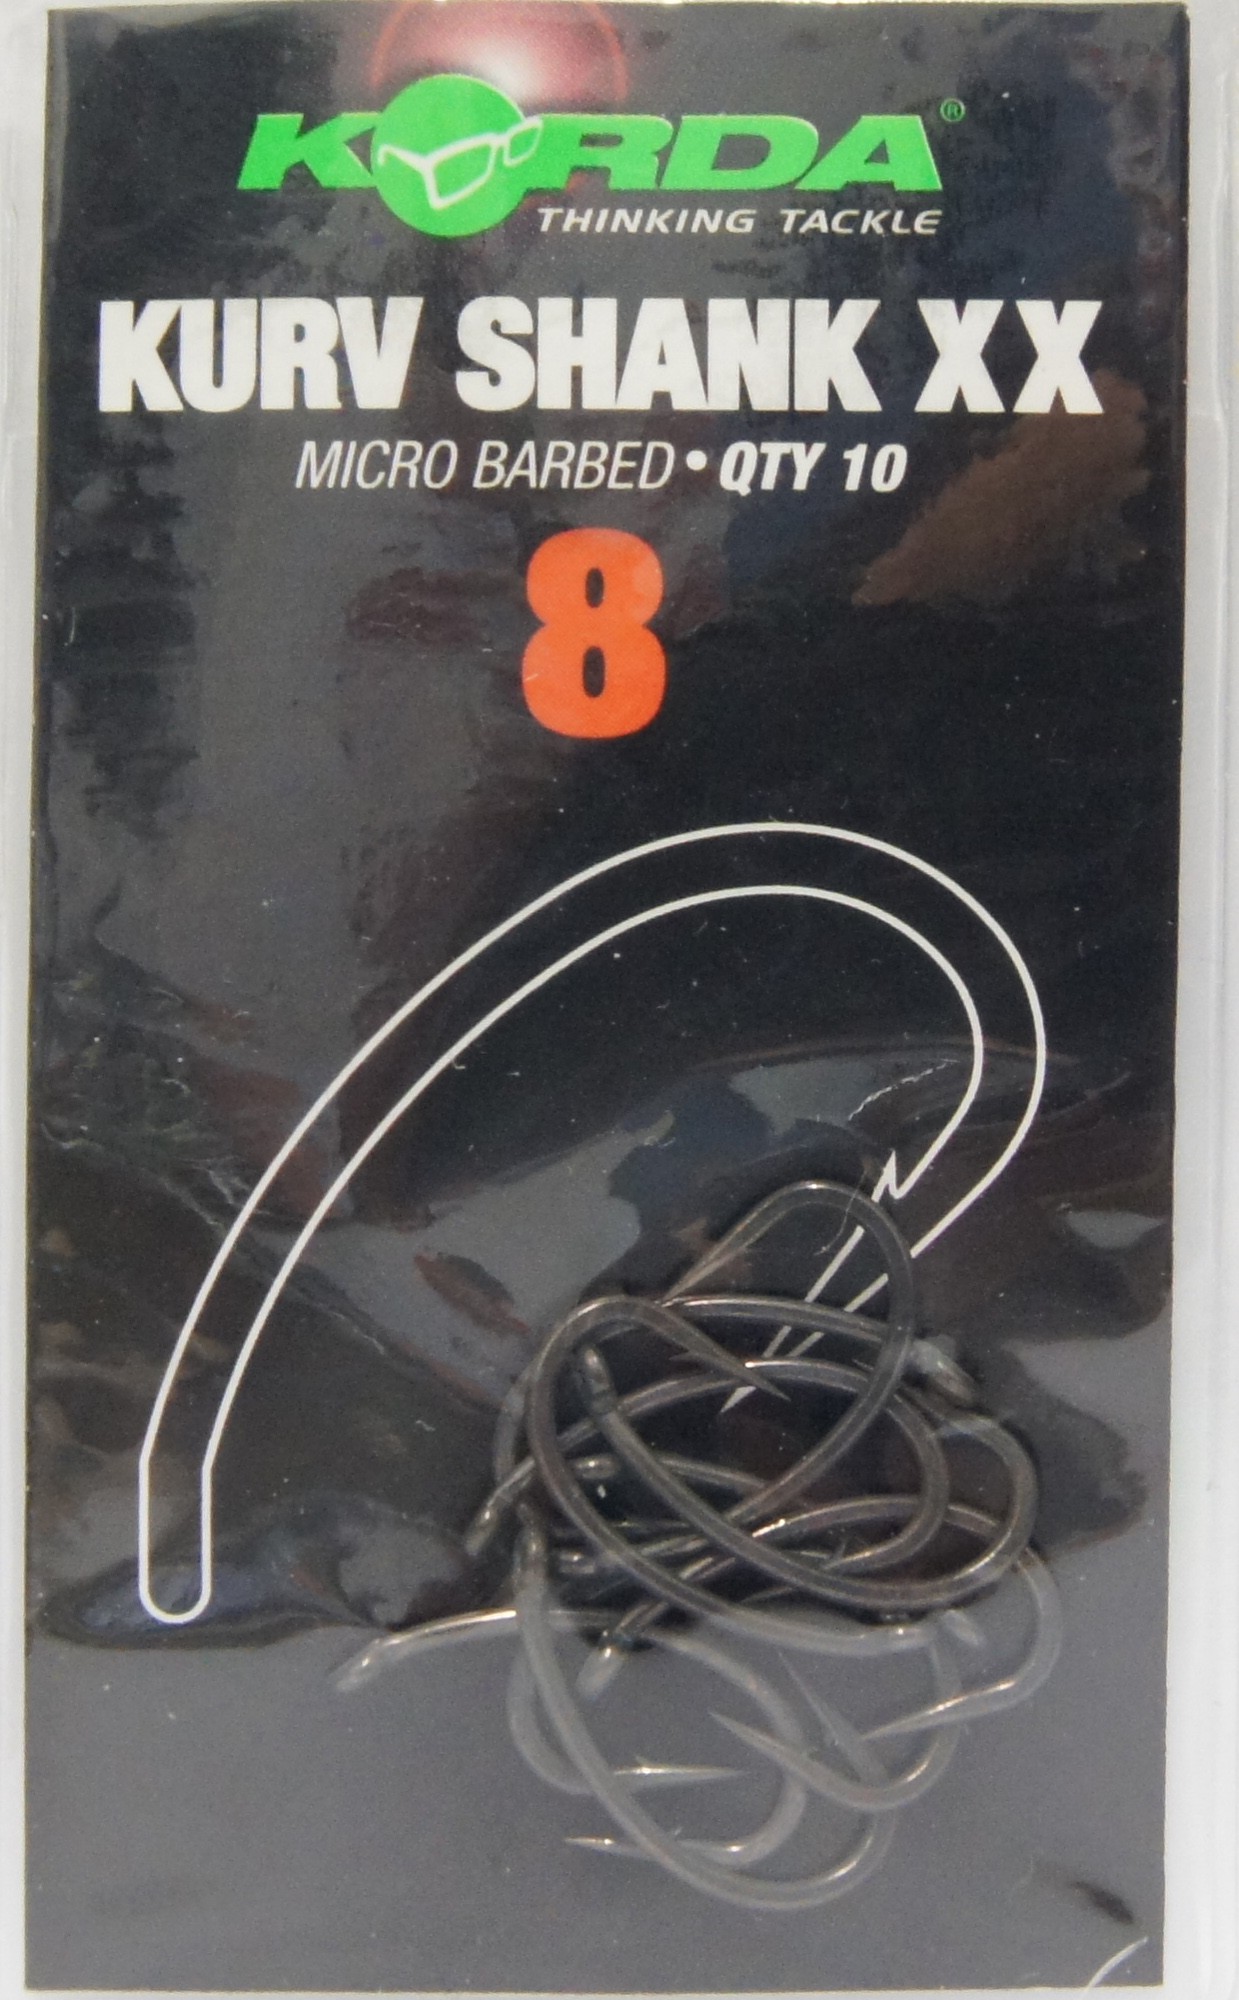 KORDA®
THINKING TACKLE
KURV SHANK XX
MICRO BARBED • QTY 10
8